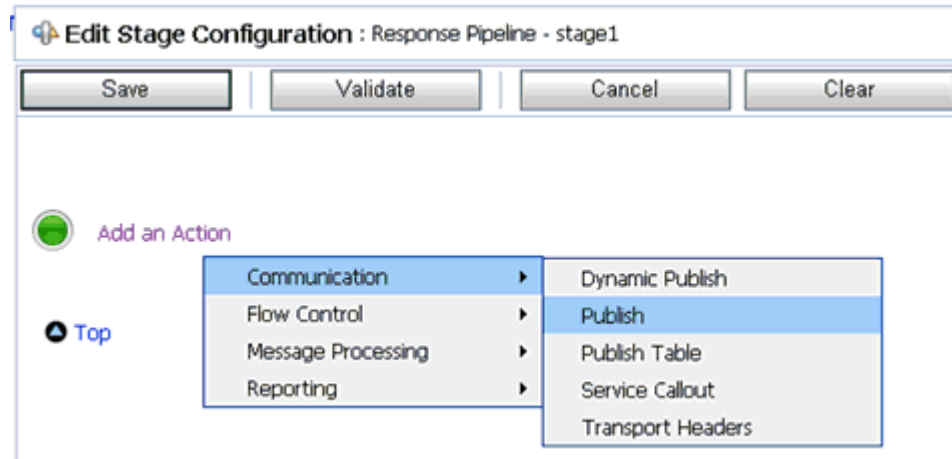 Edit Stage Configuration : Response Pipeline - stage1
Save Validate Cancel Clear
Add an Action
Communication Dynamic Publish
Flow Control Publish
Top
Message Processing Publish Table
Reporting Service Callout
Transport Headers